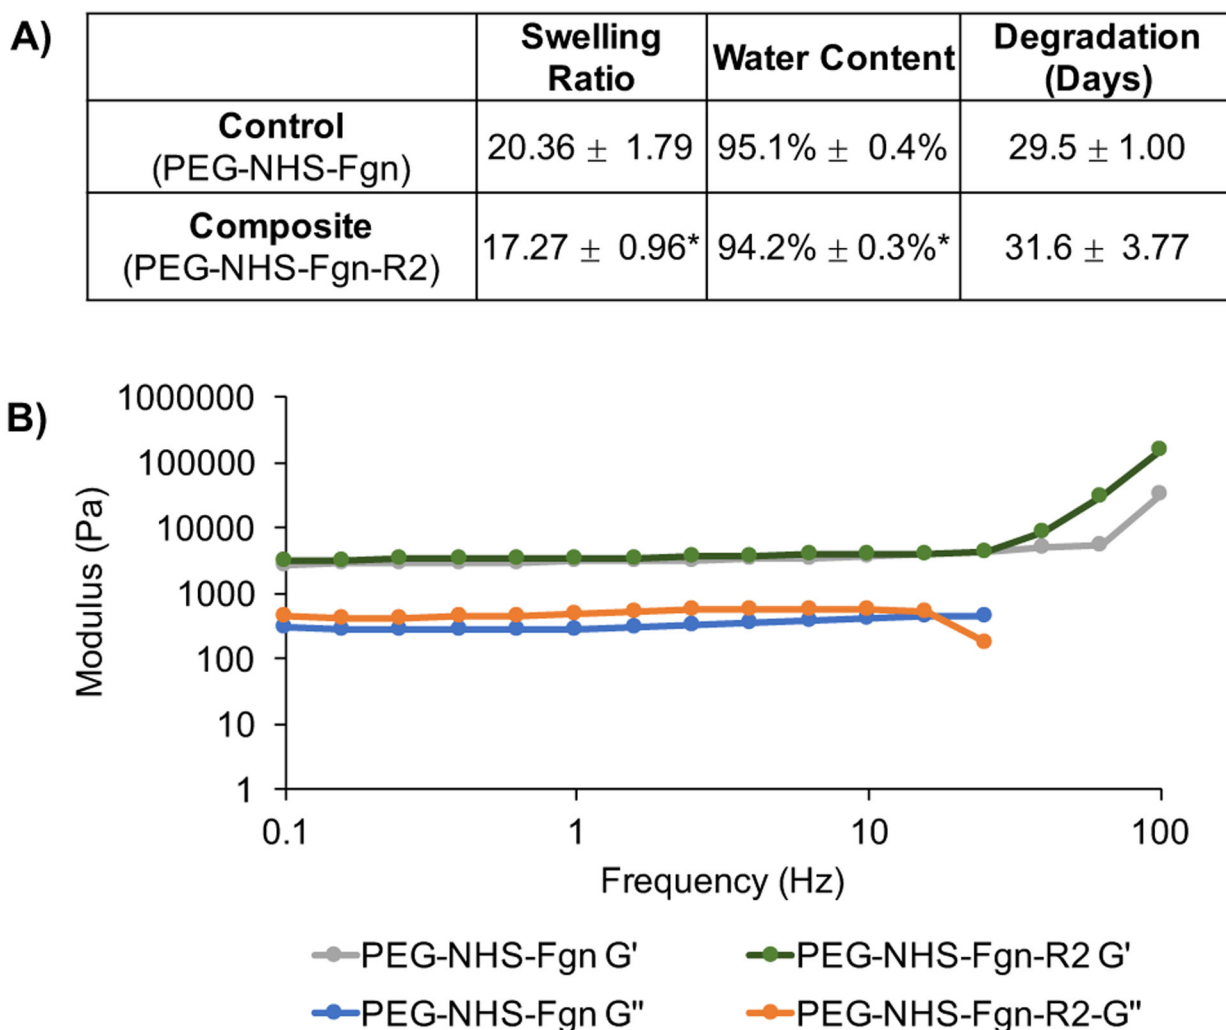 A)
Swelling Ratio Water Content Degradation (Days)
Control (PEG-NHS-Fgn) 20.36 ± 1.79 95.1% ± 0.4% 29.5 ± 1.00
Composite (PEG-NHS-Fgn-R2) 17.27 ± 0.96* 94.2% ± 0.3%* 31.6 ± 3.77
B)
Modulus (Pa)
1000000
100000
10000
1000
100
10
1
0.1 1 10 100
Frequency (Hz)
PEG-NHS-Fgn G' PEG-NHS-Fgn-R2 G'
PEG-NHS-Fgn G" PEG-NHS-Fgn-R2-G"